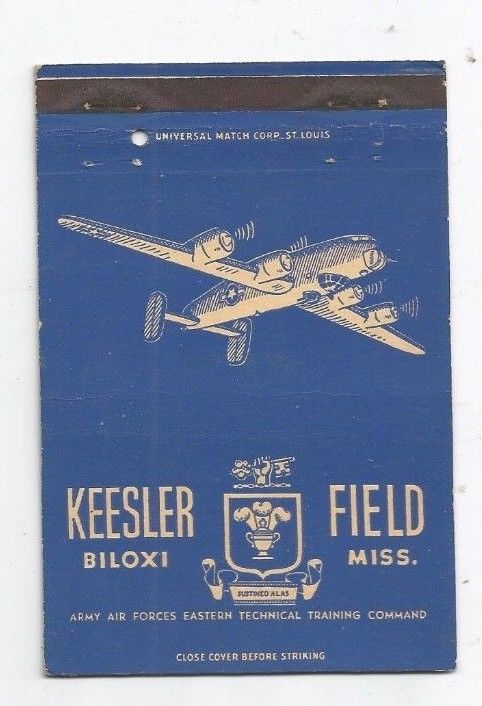 UNIVERSAL MATCH CORP. ST. LOUIS
KEESLER FIELD
BILOXI MISS.
SUSTINEO ALAS
ARMY AIR FORCES EASTERN TECHNICAL TRAINING COMMAND
CLOSE COVER BEFORE STRIKING